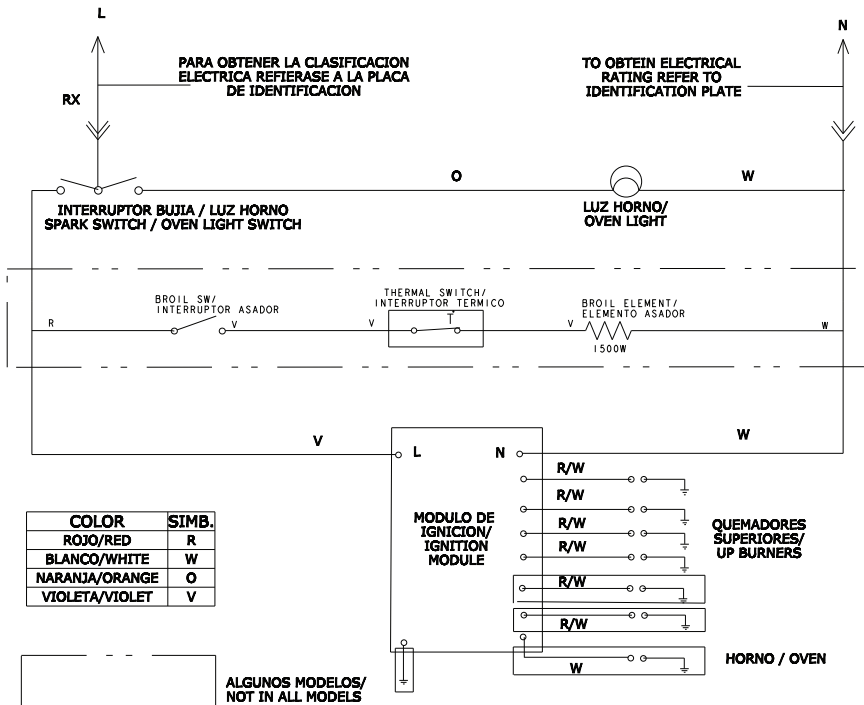 L
N
PARA OBTENER LA CLASIFICACION
ELECTRICA REFIERASE A LA PLACA
DE IDENTIFICACION
TO OBTEIN ELECTRICAL
RATING REFER TO
IDENTIFICATION PLATE
RX
O
W
INTERRUPTOR BUJIA / LUZ HORNO
SPARK SWITCH / OVEN LIGHT SWITCH
LUZ HORNO/
OVEN LIGHT
BROIL SW/
INTERRUPTOR ASADOR
THERMAL SWITCH/
INTERRUPTOR TERMICO
T
BROIL ELEMENT/
ELEMENTO ASADOR
R
V
V
V
W
1500W
V
W
L
N
R/W
R/W
R/W
R/W
R/W
R/W
W
MODULO DE
IGNICION/
IGNITION
MODULE
QUEMADORES
SUPERIORES/
UP BURNERS
HORNO / OVEN
COLOR SIMB.
ROJO/RED R
BLANCO/WHITE W
NARANJA/ORANGE O
VIOLETA/VIOLET V
ALGUNOS MODELOS/
NOT IN ALL MODELS